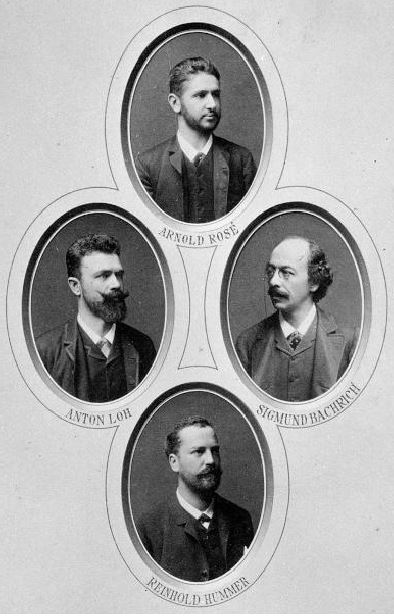 ARNOLD ROSÉ
ANTON LOH
SIGMUND BACHRICH
REINHOLD HUMMER